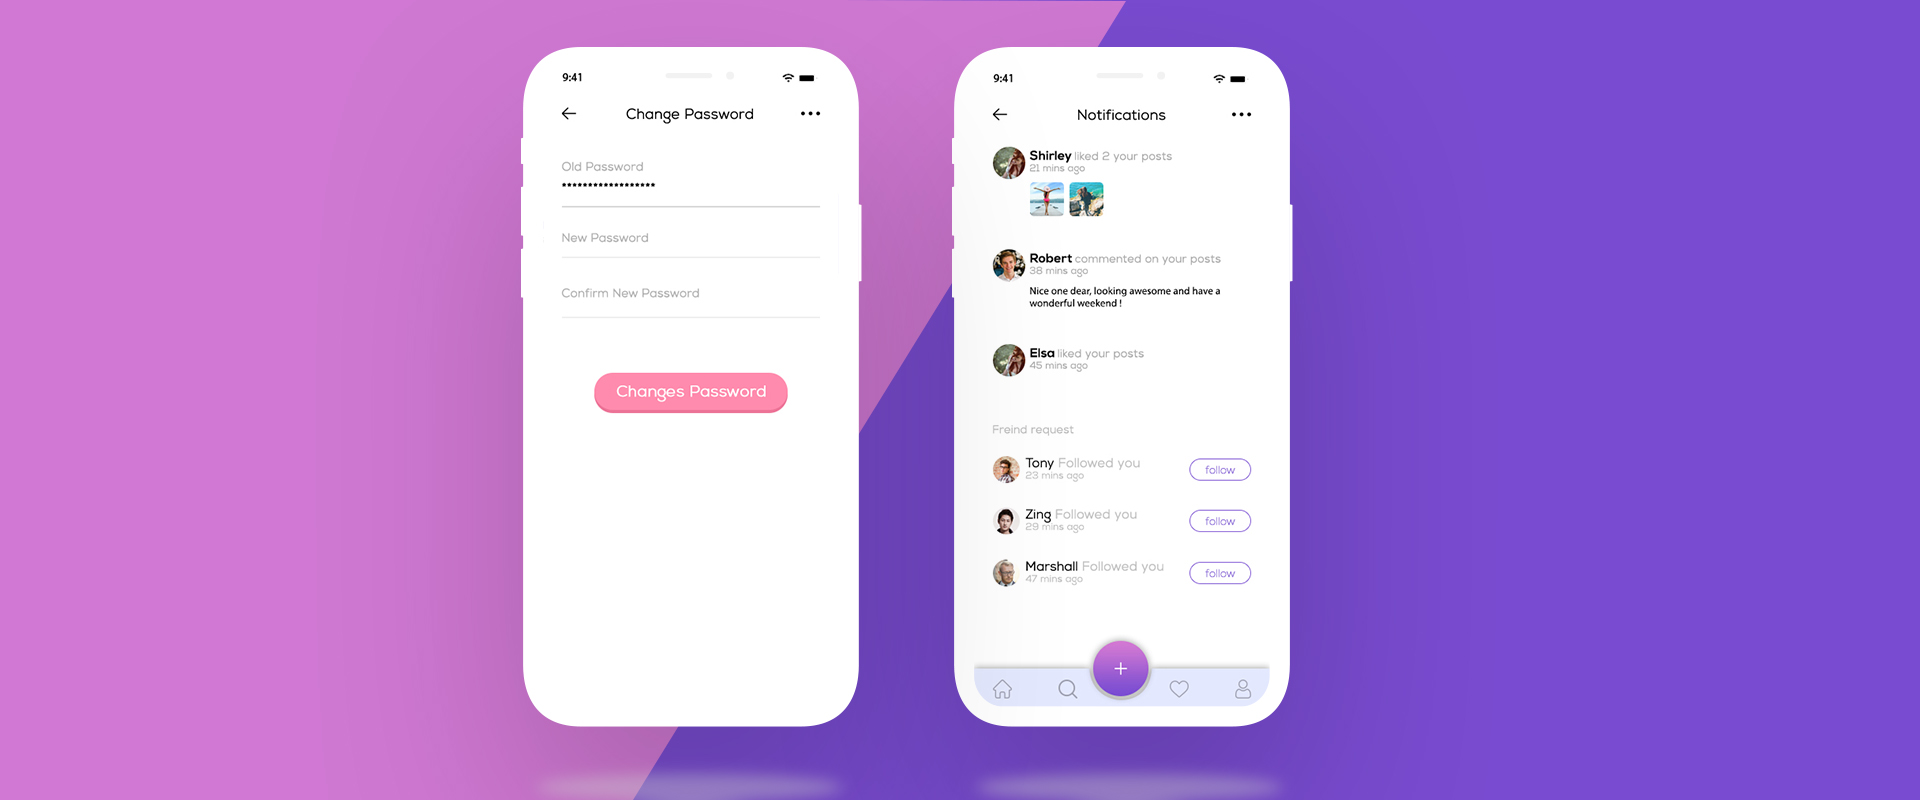 9:41
Change Password
Old Password
••••••••••••••••••
New Password
Confirm New Password
Changes Password
9:41
Notifications
Shirley liked 2 your posts
21 mins ago
Robert commented on your posts
38 mins ago
Nice one dear, looking awesome and have a
wonderful weekend !
Elsa liked your posts
45 mins ago
Freind request
Tony Followed you
23 mins ago
follow
Zing Followed you
29 mins ago
follow
Marshall Followed you
47 mins ago
follow